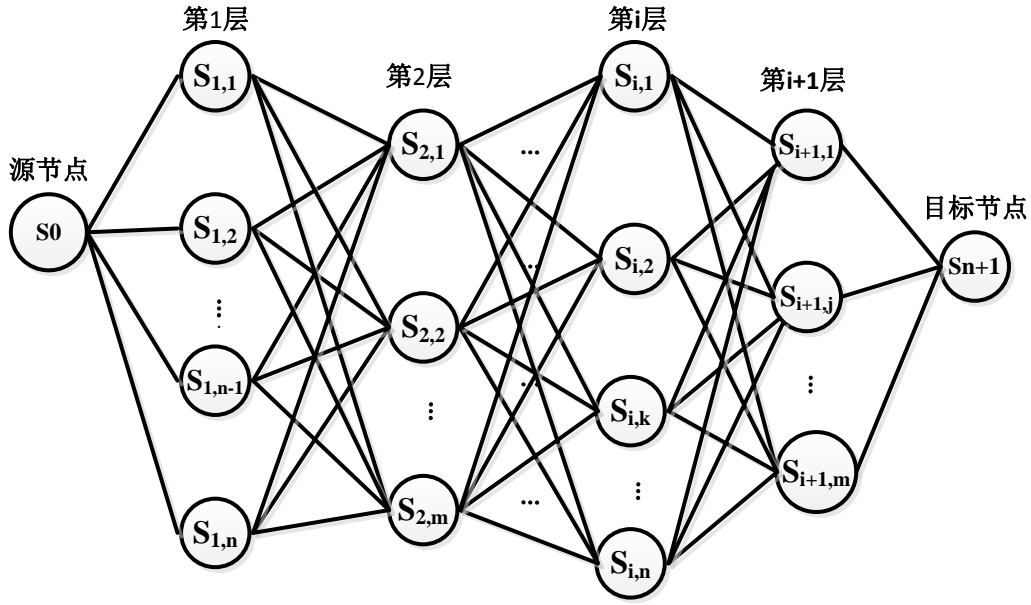 源节点
S0
第1层
S1,1
S1,2
⋮
S1,n-1
S1,n
第2层
S2,1
S2,2
⋮
S2,m
...
...
...
...
第i层
Si,1
Si,2
Si,k
⋮
Si,n
第i+1层
Si+1,1
Si+1,j
⋮
Si+1,m
目标节点
Sn+1